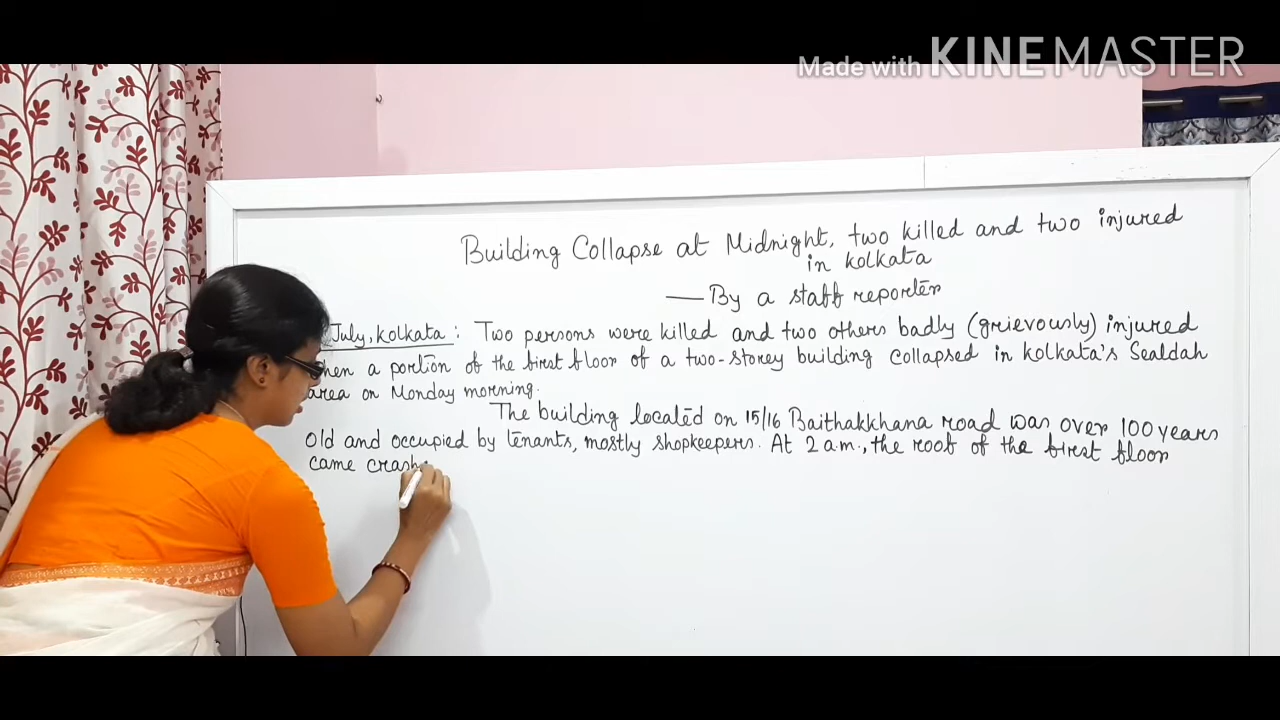 Made with KINEMASTER
Building Collapse at Midnight, two killed and two injured
in kolkata
— By a staff reporter
July, Kolkata : Two persons were killed and two others badly (grievously) injured
hen a portion of the first floor of a two-storey building collapsed in Kolkata's Sealdah
area on Monday morning.
The building located on 15/16 Baithakkhana road was over 100 years
old and occupied by tenants, mostly shopkeepers. At 2 a.m., the roof of the first floor
came crash